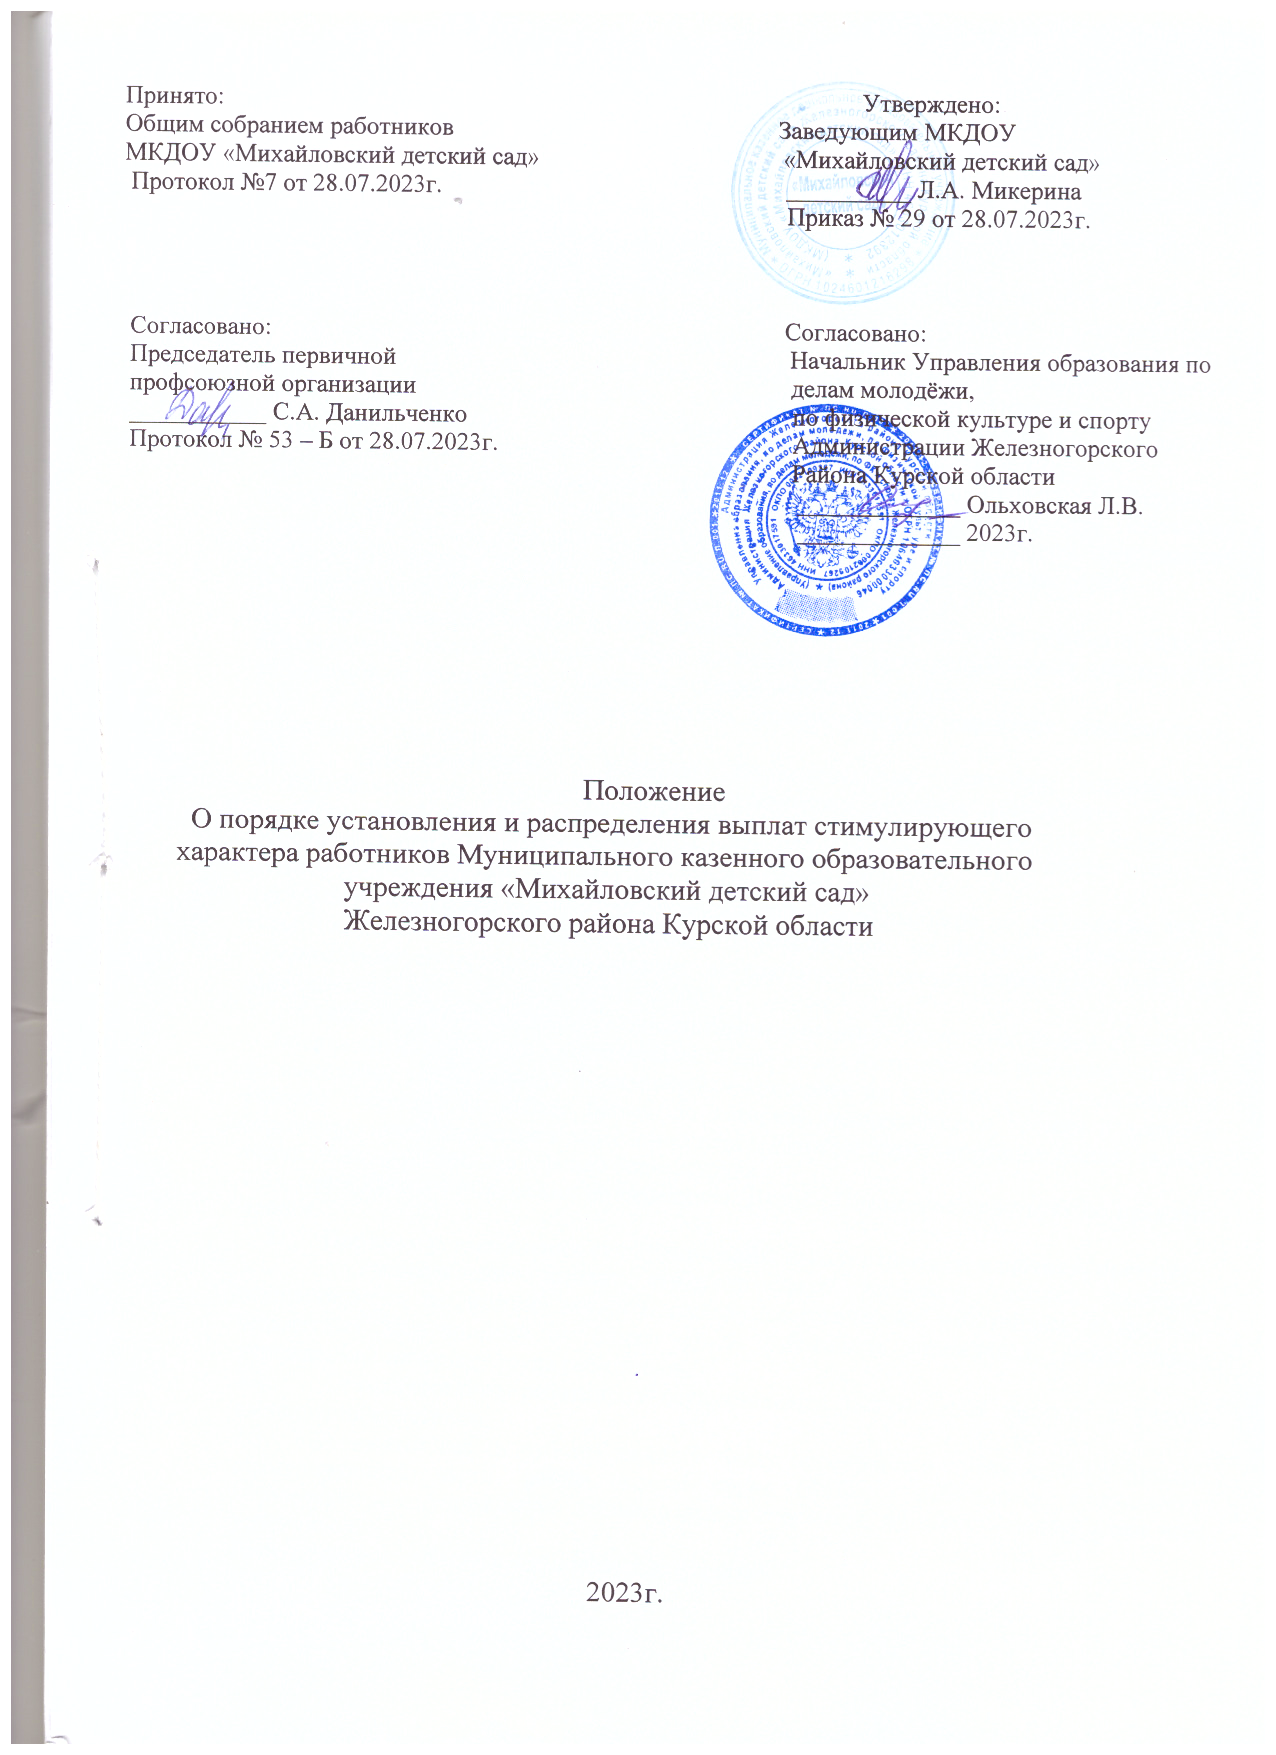 Принято:
Общим собранием работников
МКДОУ «Михайловский детский сад»
Протокол №7 от 28.07.2023г.
Утверждено:
Заведующим МКДОУ
«Михайловский детский сад»
__________Л.А. Микерина
Приказ № 29 от 28.07.2023г.
Согласовано:
Председатель первичной
профсоюзной организации
___________ С.А. Данильченко
Протокол № 53 – Б от 28.07.2023г.
Согласовано:
Начальник Управления образования по
делам молодёжи,
по физической культуре и спорту
Администрации Железногорского
Района Курской области
_____________Ольховская Л.В.
_____________ 2023г.
Положение
О порядке установления и распределения выплат стимулирующего
характера работников Муниципального казенного образовательного
учреждения «Михайловский детский сад»
Железногорского района Курской области
2023г.